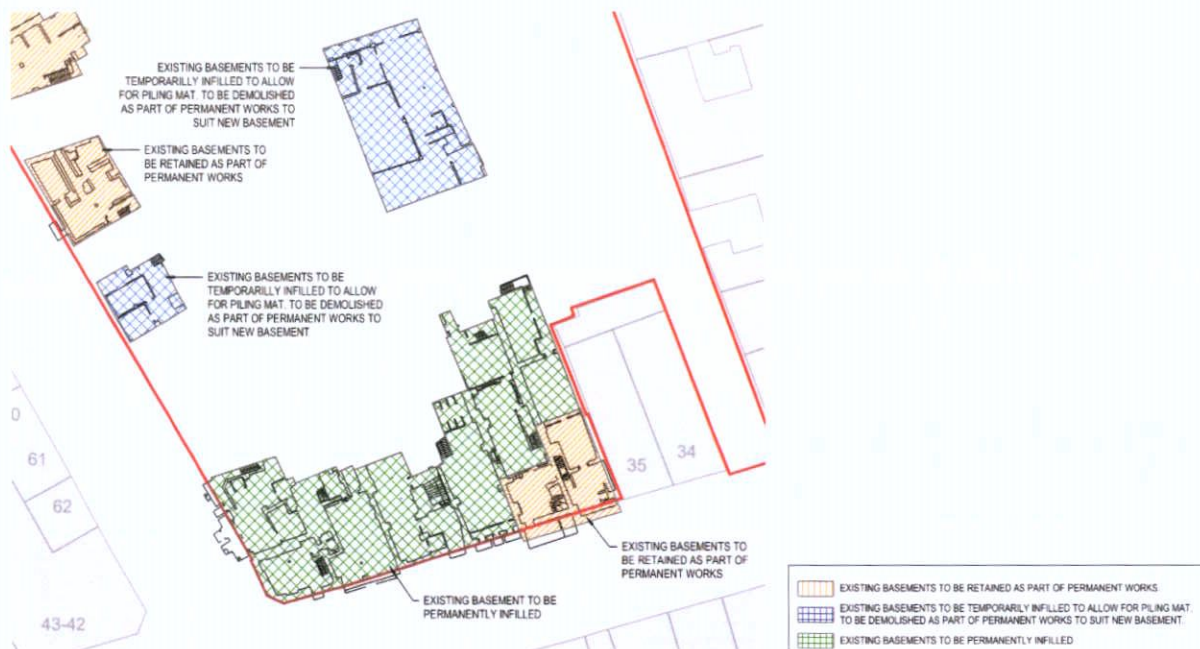 EXISTING BASEMENTS TO BE
TEMPORARILLY INFILLED TO ALLOW
FOR PILING MAT. TO BE DEMOLISHED
AS PART OF PERMANENT WORKS TO
SUIT NEW BASEMENT
EXISTING BASEMENTS TO
BE RETAINED AS PART OF
PERMANENT WORKS
EXISTING BASEMENTS TO BE
TEMPORARILLY INFILLED TO ALLOW
FOR PILING MAT. TO BE DEMOLISHED
AS PART OF PERMANENT WORKS TO
SUIT NEW BASEMENT
0
61
62
43-42
35
34
EXISTING BASEMENTS TO
BE RETAINED AS PART OF
PERMANENT WORKS
EXISTING BASEMENT TO BE
PERMANENTLY INFILLED
EXISTING BASEMENTS TO BE RETAINED AS PART OF PERMANENT WORKS
EXISTING BASEMENTS TO BE TEMPORARILY INFILLED TO ALLOW FOR PILING MAT.
TO BE DEMOLISHED AS PART OF PERMANENT WORKS TO SUIT NEW BASEMENT.
EXISTING BASEMENTS TO BE PERMANENTLY INFILLED